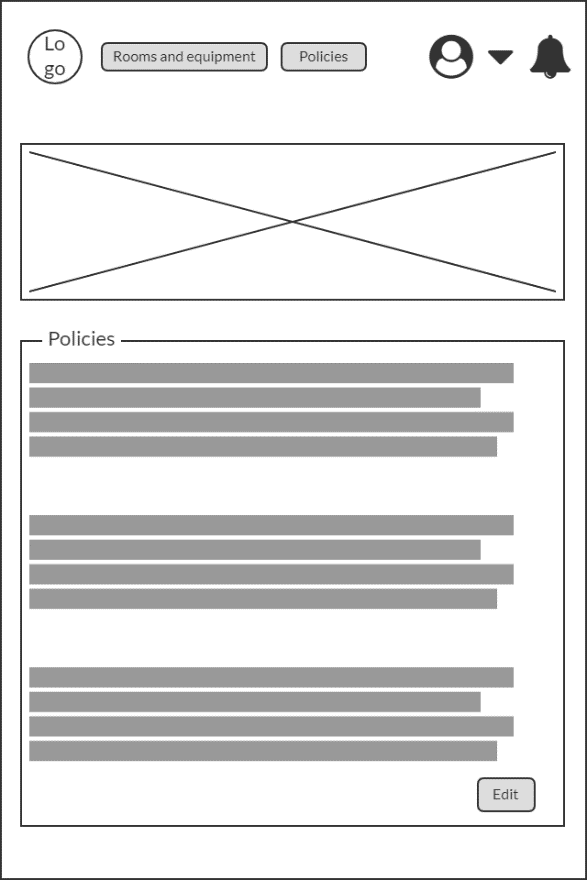 Lo
go
Rooms and equipment
Policies
Policies
Edit